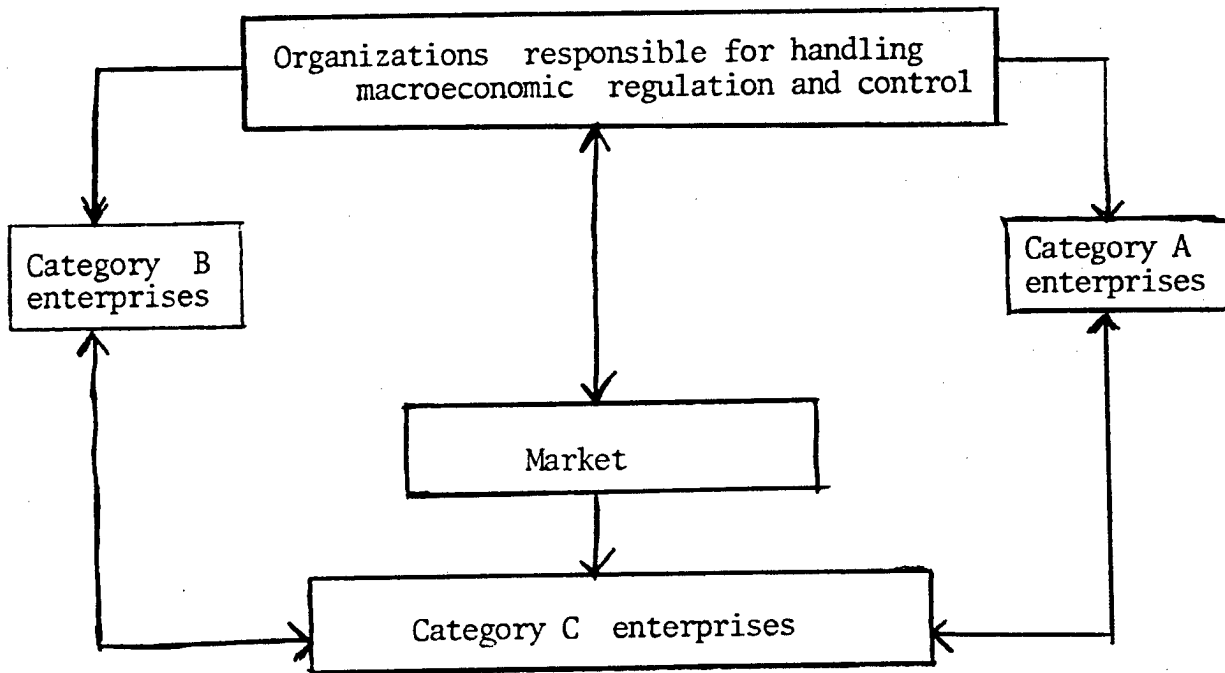 Organizations responsible for handling
macroeconomic regulation and control
Category B
enterprises
Category A
enterprises
Market
Category C enterprises